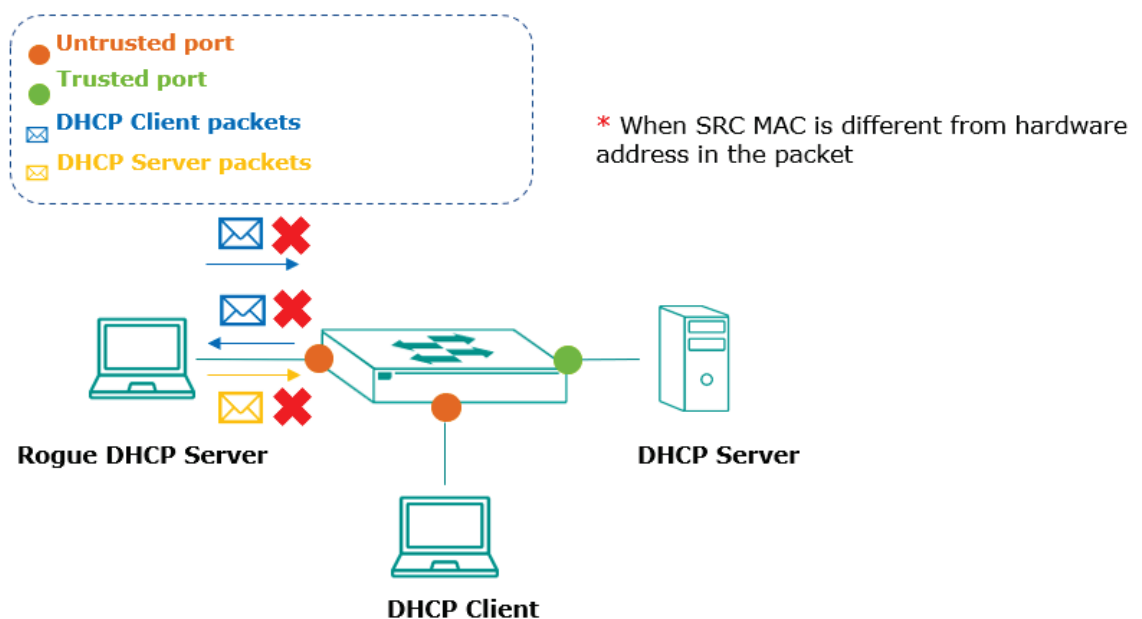 Untrusted port
Trusted port
DHCP Client packets
DHCP Server packets
* When SRC MAC is different from hardware
address in the packet
Rogue DHCP Server
DHCP Server
DHCP Client